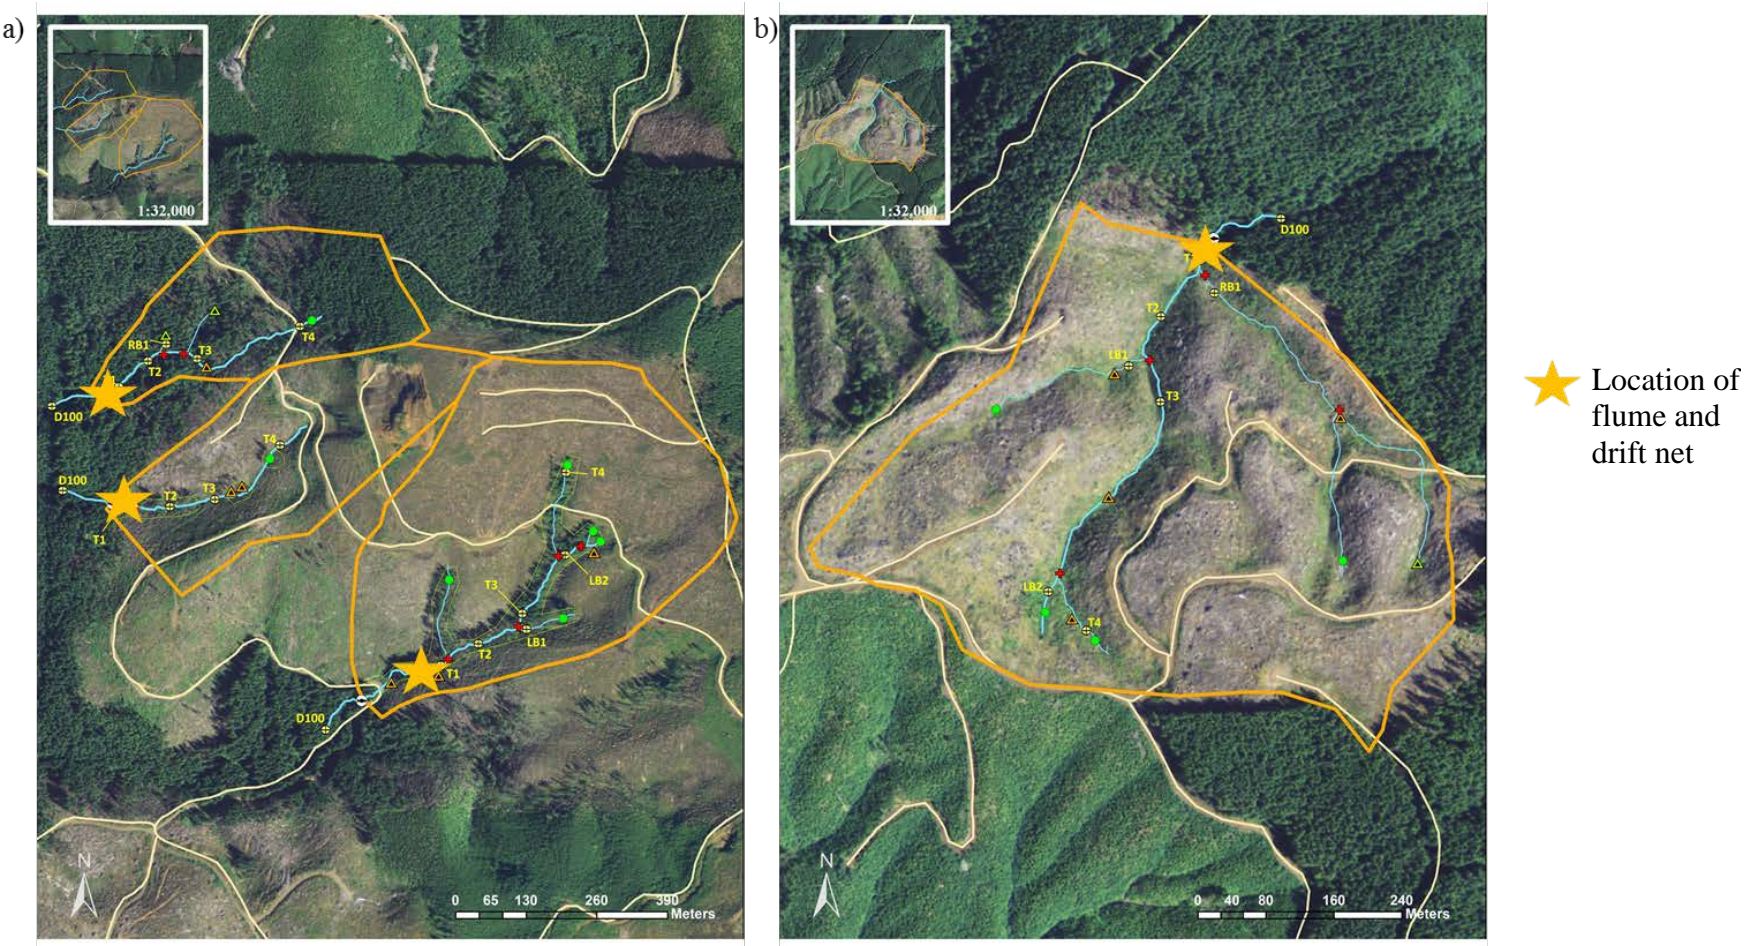 a)
1:32,000
T4
RB1
T3
T2
D100
T4
D100
T2
T3
T1
T4
LB2
T3
LB1
T2
T1
D100
N
0 65 130 260 390
Meters
b)
1:32,000
D100
RB1
T2
LB1
T3
LB2
T4
N
0 40 80 160 240
Meters
Location of
flume and
drift net